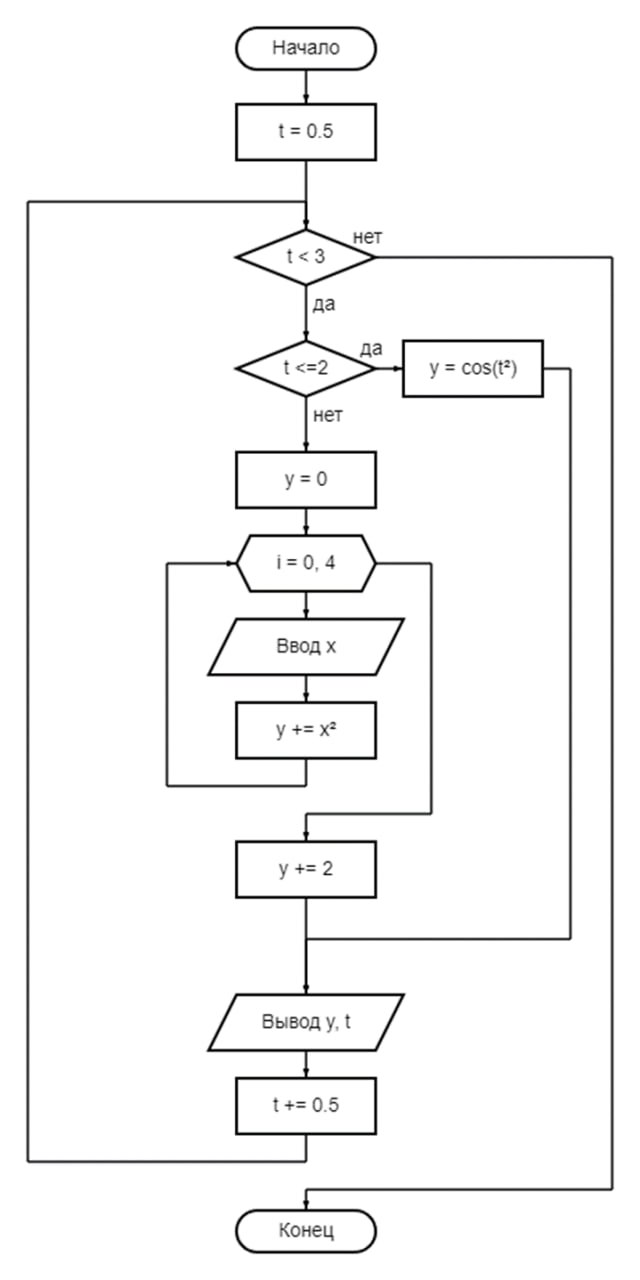 Начало
t = 0.5
t < 3
нет
да
t <=2
да
y = cos(t²)
нет
y = 0
i = 0, 4
Ввод x
y += x²
y += 2
Вывод y, t
t += 0.5
Конец